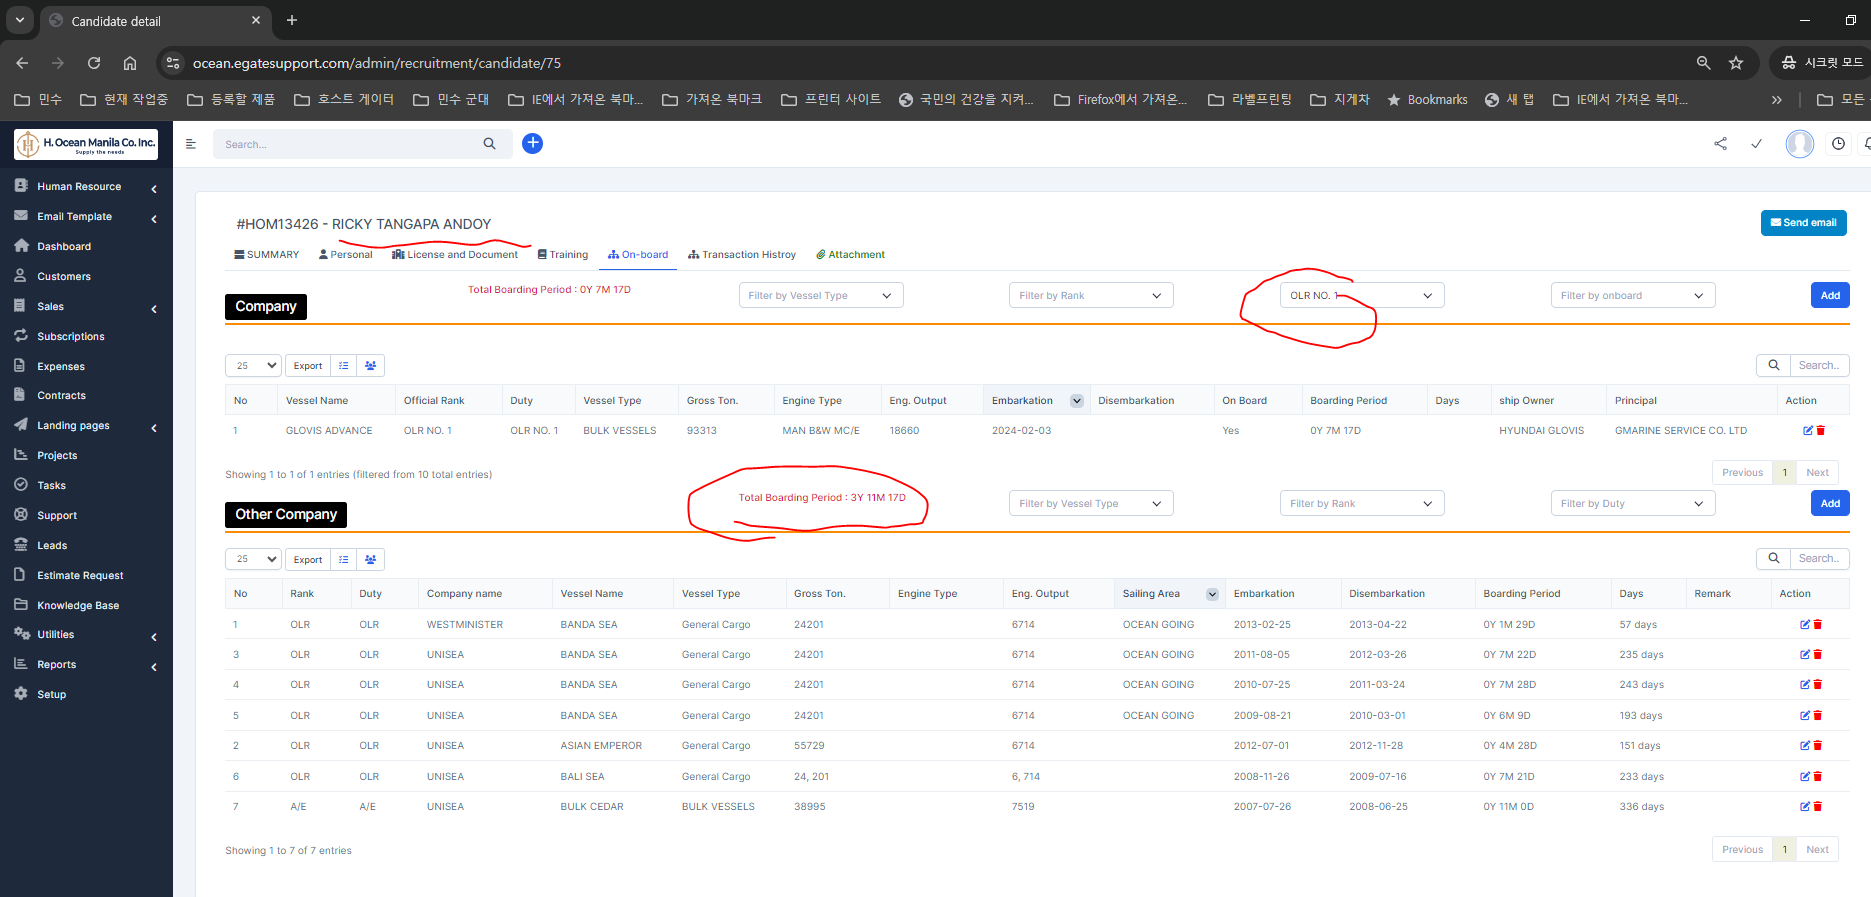 Candidate detail
ocean.egatesupport.com/admin/recruitment/candidate/75 시크릿 모드
민수 현재 작업중 등록할 제품 호스트 게이터 민수 군대 IE에서 가져온 북마... 가져온 북마크 프린터 사이트 국민의 건강을 지켜... Firefox에서 가져온... 라벨프린팅 지게차 Bookmarks 새 탭 IE에서 가져온 북마... » 모든
H. Ocean Manila Co. Inc.
Supply the needs
Search...
Human Resource
Email Template
Dashboard
Customers
Sales
Subscriptions
Expenses
Contracts
Landing pages
Projects
Tasks
Support
Leads
Estimate Request
Knowledge Base
Utilities
Reports
Setup
#HOM13426 - RICKY TANGAPA ANDOY Send email
SUMMARY Personal License and Document Training On-board Transaction Histroy Attachment
Company Total Boarding Period : 0Y 7M 17D Filter by Vessel Type Filter by Rank OLR NO. 1 Filter by onboard Add
25 Export Search..
No Vessel Name Official Rank Duty Vessel Type Gross Ton. Engine Type Eng. Output Embarkation Disembarkation On Board Boarding Period Days ship Owner Principal Action
1 GLOVIS ADVANCE OLR NO. 1 OLR NO. 1 BULK VESSELS 93313 MAN B&W MC/E 18660 2024-02-03 Yes 0Y 7M 17D HYUNDAI GLOVIS GMARINE SERVICE CO. LTD
Showing 1 to 1 of 1 entries (filtered from 10 total entries) Previous 1 Next
Other Company Total Boarding Period : 3Y 11M 17D Filter by Vessel Type Filter by Rank Filter by Duty Add
25 Export Search..
No Rank Duty Company name Vessel Name Vessel Type Gross Ton. Engine Type Eng. Output Sailing Area Embarkation Disembarkation Boarding Period Days Remark Action
1 OLR OLR WESTMINISTER BANDA SEA General Cargo 24201 6714 OCEAN GOING 2013-02-25 2013-04-22 0Y 1M 29D 57 days
3 OLR OLR UNISEA BANDA SEA General Cargo 24201 6714 OCEAN GOING 2011-08-05 2012-03-26 0Y 7M 22D 235 days
4 OLR OLR UNISEA BANDA SEA General Cargo 24201 6714 OCEAN GOING 2010-07-25 2011-03-24 0Y 7M 28D 243 days
5 OLR OLR UNISEA BANDA SEA General Cargo 24201 6714 OCEAN GOING 2009-08-21 2010-03-01 0Y 6M 9D 193 days
2 OLR OLR UNISEA ASIAN EMPEROR General Cargo 55729 6714 2012-07-01 2012-11-28 0Y 4M 28D 151 days
6 OLR OLR UNISEA BALI SEA General Cargo 24, 201 6, 714 2008-11-26 2009-07-16 0Y 7M 21D 233 days
7 A/E A/E UNISEA BULK CEDAR BULK VESSELS 38995 7519 2007-07-26 2008-06-25 0Y 11M 0D 336 days
Showing 1 to 7 of 7 entries Previous 1 Next